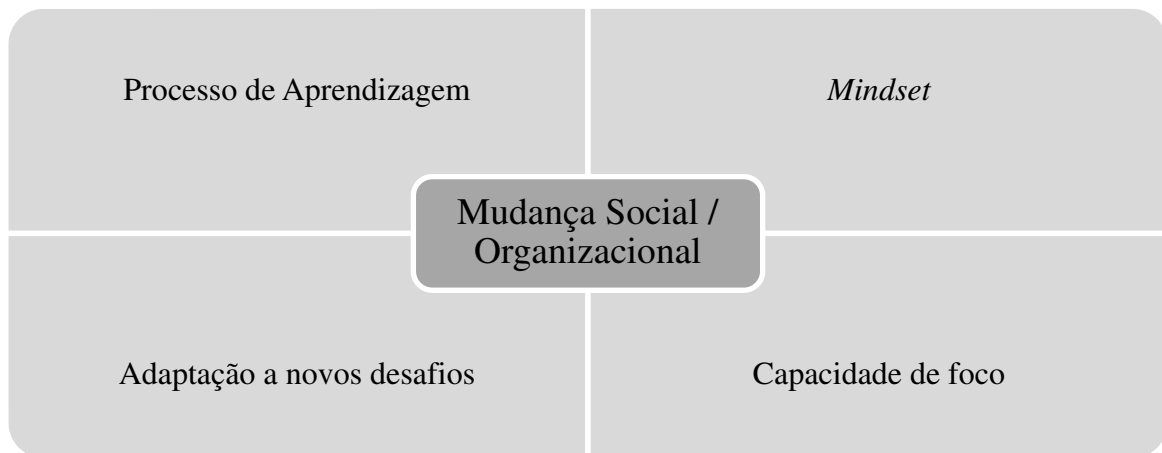 Processo de Aprendizagem
Mindset
Mudança Social /
Organizacional
Adaptação a novos desafios
Capacidade de foco